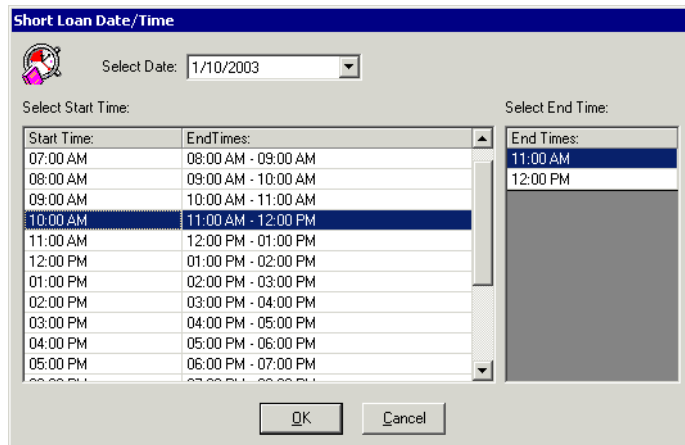 Short Loan Date/Time
Select Date: 1/10/2003
Select Start Time: Select End Time:
Start Time: EndTimes: End Times:
07:00 AM 08:00 AM - 09:00 AM 11:00 AM
08:00 AM 09:00 AM - 10:00 AM 12:00 PM
09:00 AM 10:00 AM - 11:00 AM
10:00 AM 11:00 AM - 12:00 PM
11:00 AM 12:00 PM - 01:00 PM
12:00 PM 01:00 PM - 02:00 PM
01:00 PM 02:00 PM - 03:00 PM
02:00 PM 03:00 PM - 04:00 PM
03:00 PM 04:00 PM - 05:00 PM
04:00 PM 05:00 PM - 06:00 PM
05:00 PM 06:00 PM - 07:00 PM
OK Cancel